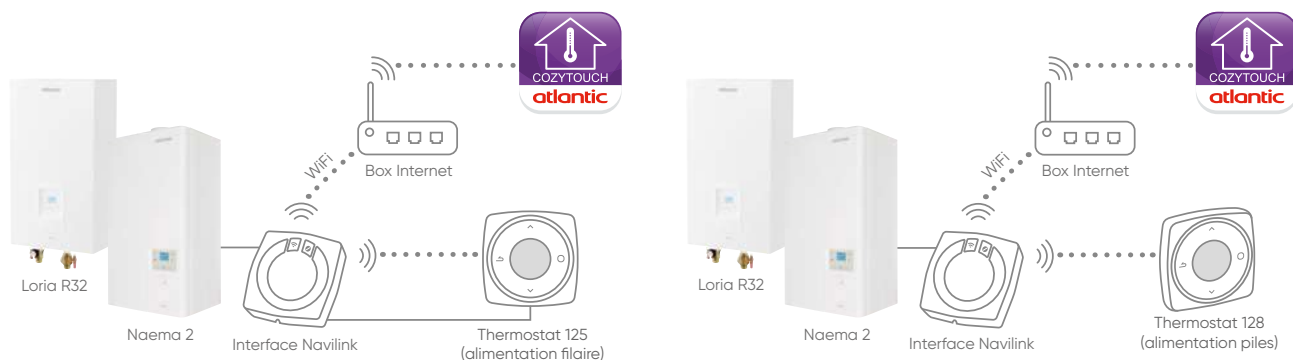 COZYTOUCH
atlantic
WiFi
Box Internet
Loria R32
Naema 2
Interface Navilink
Thermostat 125
(alimentation filaire)
COZYTOUCH
atlantic
WiFi
Box Internet
Loria R32
Naema 2
Interface Navilink
Thermostat 128
(alimentation piles)